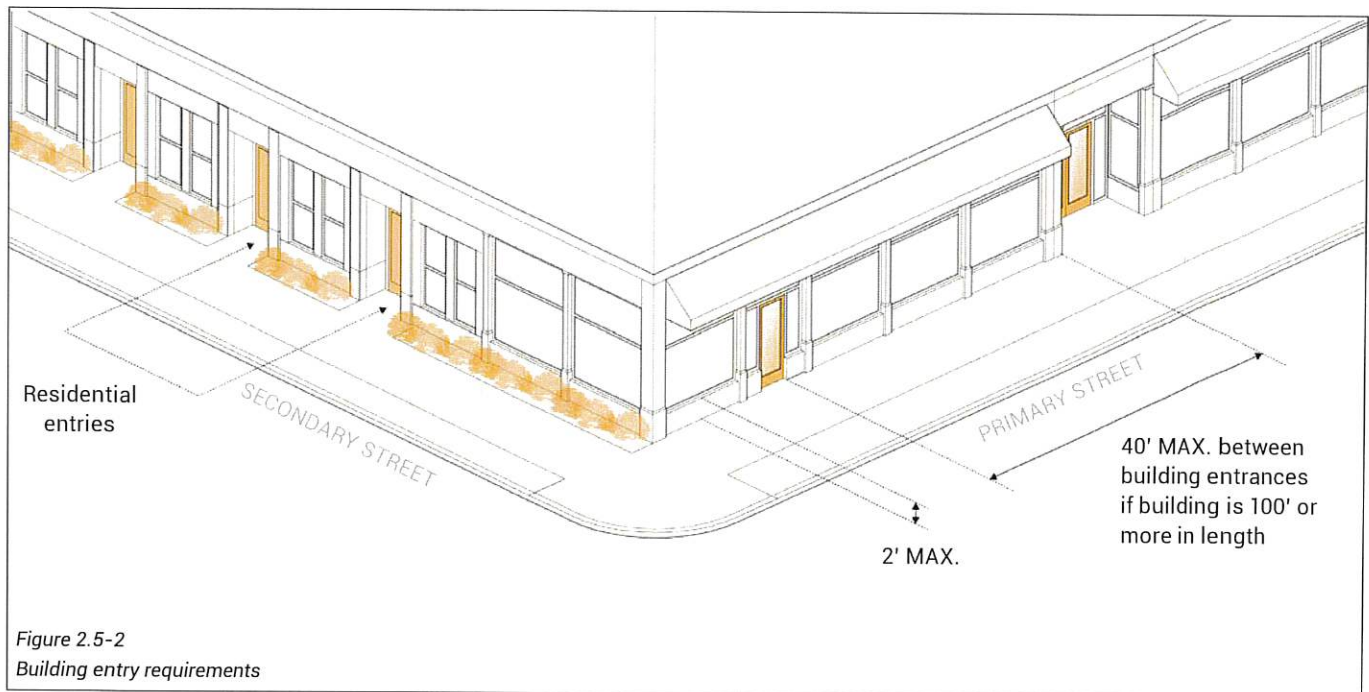 Residential
entries
SECONDARY STREET
PRIMARY STREET
40' MAX. between
building entrances
if building is 100' or
more in length
2' MAX.
Figure 2.5-2
Building entry requirements